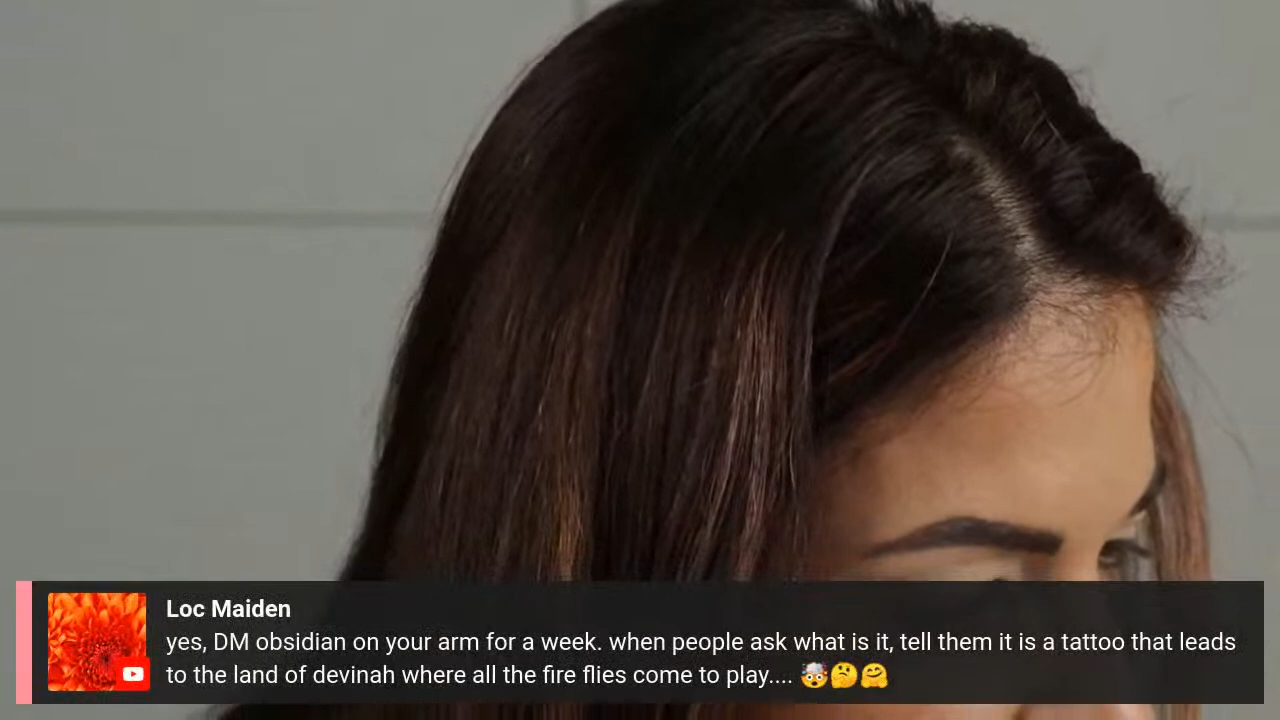 Loc Maiden
yes, DM obsidian on your arm for a week. when people ask what is it, tell them it is a tattoo that leads
to the land of devinah where all the fire flies come to play.... 🤯🤔🤗